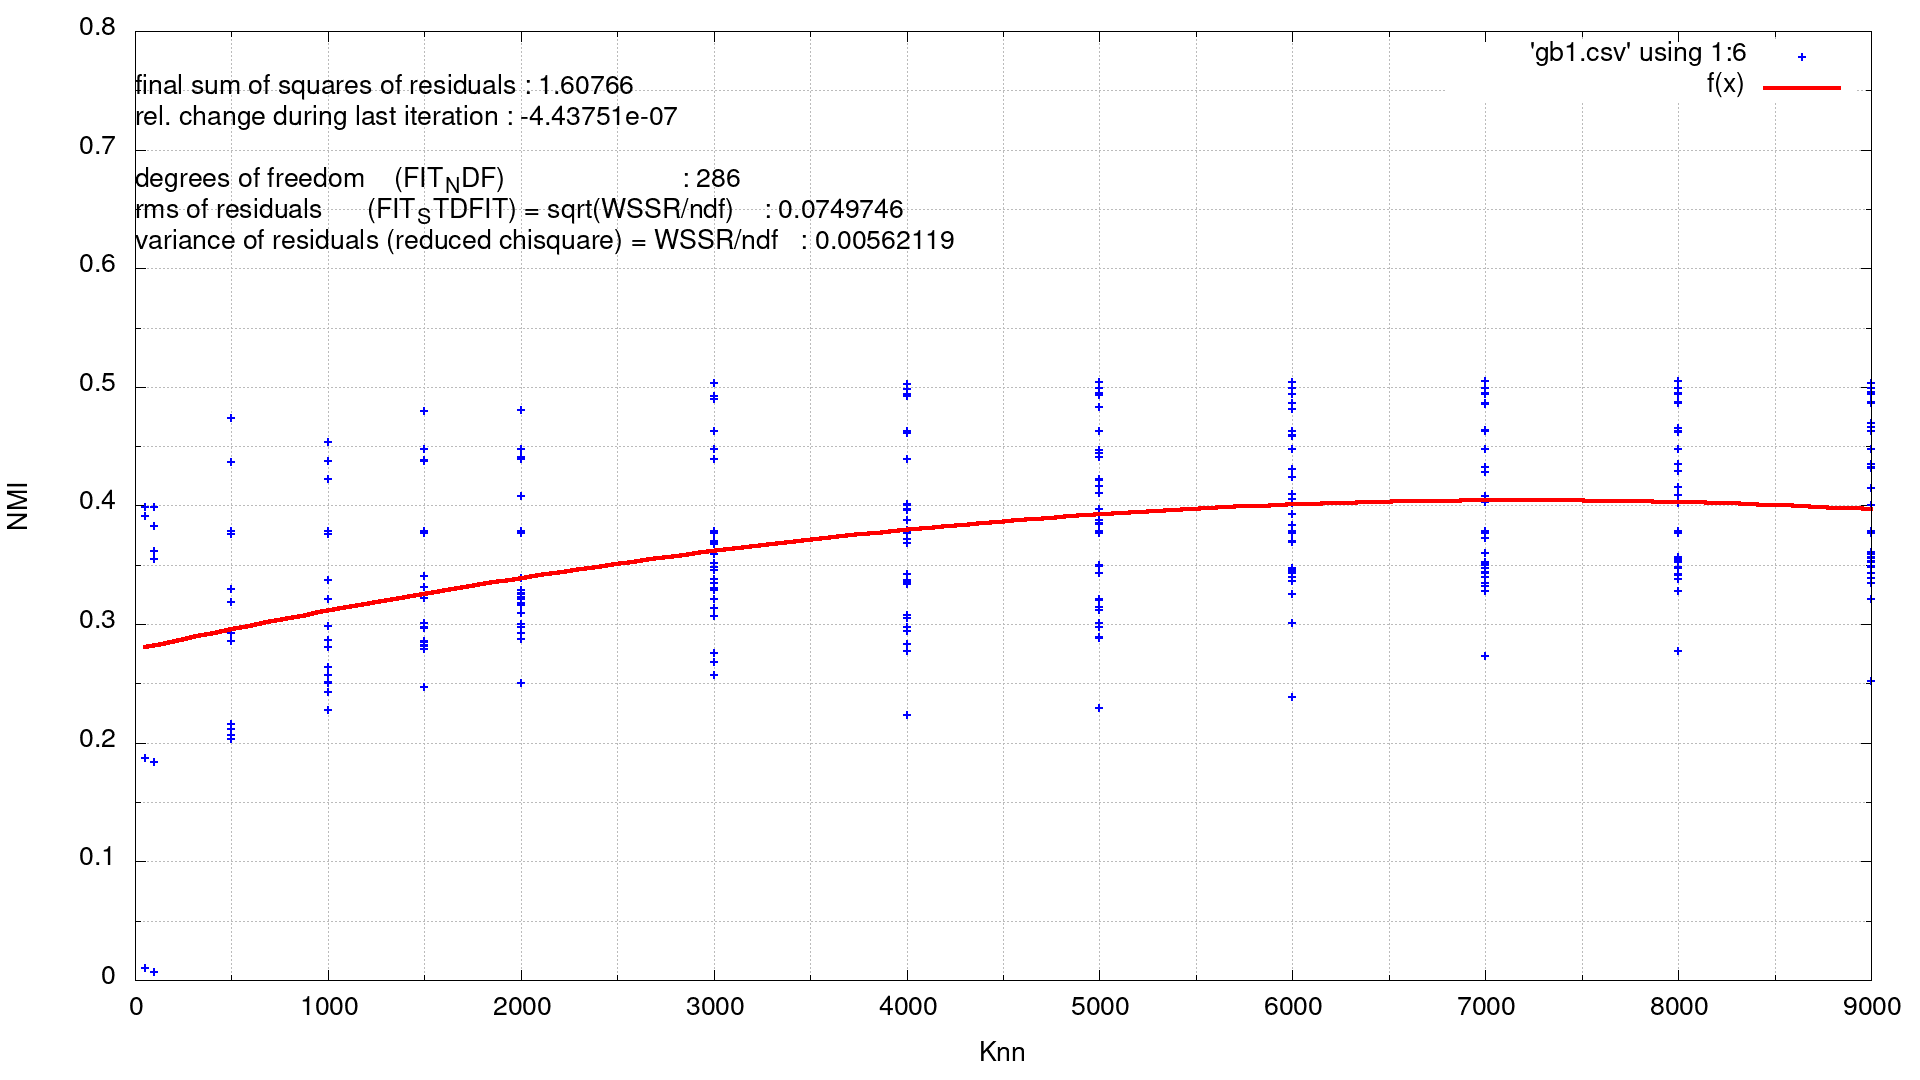 0.8
'gb1.csv' using 1:6
f(x)
final sum of squares of residuals : 1.60766
rel. change during last iteration : -4.43751e-07
0.7
degrees of freedom (FIT_NDF) : 286
rms of residuals (FIT_STDFIT) = sqrt(WSSR/ndf) : 0.0749746
variance of residuals (reduced chisquare) = WSSR/ndf : 0.00562119
0.6
0.5
0.4
NMI
0.3
0.2
0.1
0
0 1000 2000 3000 4000 5000 6000 7000 8000 9000
Knn